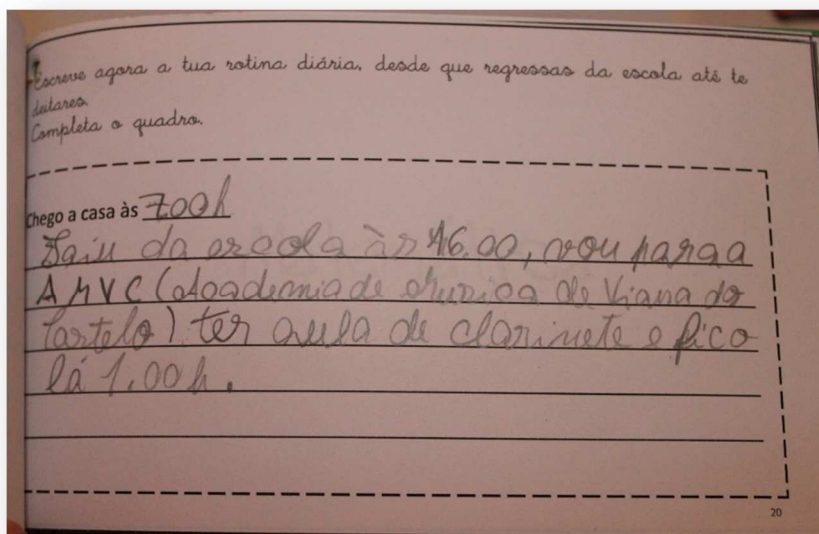 Escreve agora a tua rotina diária, desde que regressas da escola até te
deitares.
Completa o quadro.
Chego a casa às 7.00h
Saiu da escola às 16.00, vou para a
AMVC (Academia de Música de Viana do
Castelo) ter aula de clarinete e fico
lá 1.00h.
20